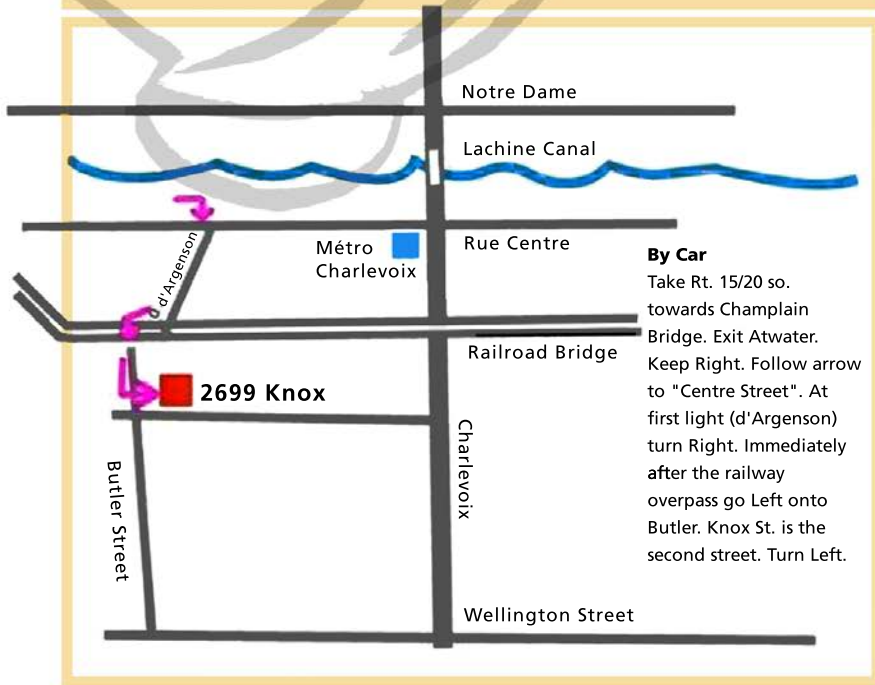 Notre Dame
Lachine Canal
Rue Centre
Métro
Charlevoix
d d'Argenson
Railroad Bridge
2699 Knox
Charlevoix
Butler Street
Wellington Street
By Car
Take Rt. 15/20 so.
towards Champlain
Bridge. Exit Atwater.
Keep Right. Follow arrow
to "Centre Street". At
first light (d'Argenson)
turn Right. Immediately
after the railway
overpass go Left onto
Butler. Knox St. is the
second street. Turn Left.